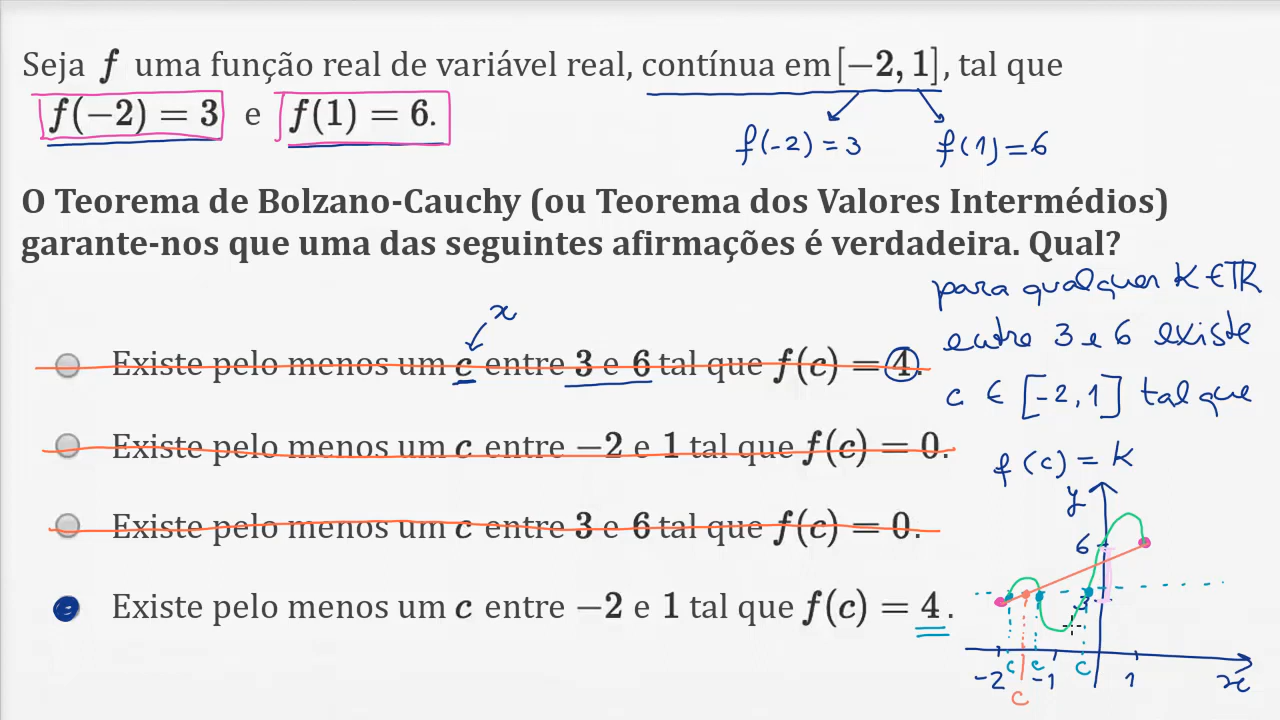 Seja f uma função real de variável real, contínua em [−2, 1], tal que
f(−2) = 3 e f(1) = 6.
f(-2) = 3 f(1) = 6
O Teorema de Bolzano-Cauchy (ou Teorema dos Valores Intermédios)
garante-nos que uma das seguintes afirmações é verdadeira. Qual?
para qualquer K ∈ IR
entre 3 e 6 existe
c ∈ [-2, 1] tal que
f(c) = K
x
Existe pelo menos um c entre 3 e 6 tal que f(c) = 4.
Existe pelo menos um c entre −2 e 1 tal que f(c) = 0.
Existe pelo menos um c entre 3 e 6 tal que f(c) = 0.
Existe pelo menos um c entre −2 e 1 tal que f(c) = 4.
y
6
3
c c c
-2 -1 1 x
c